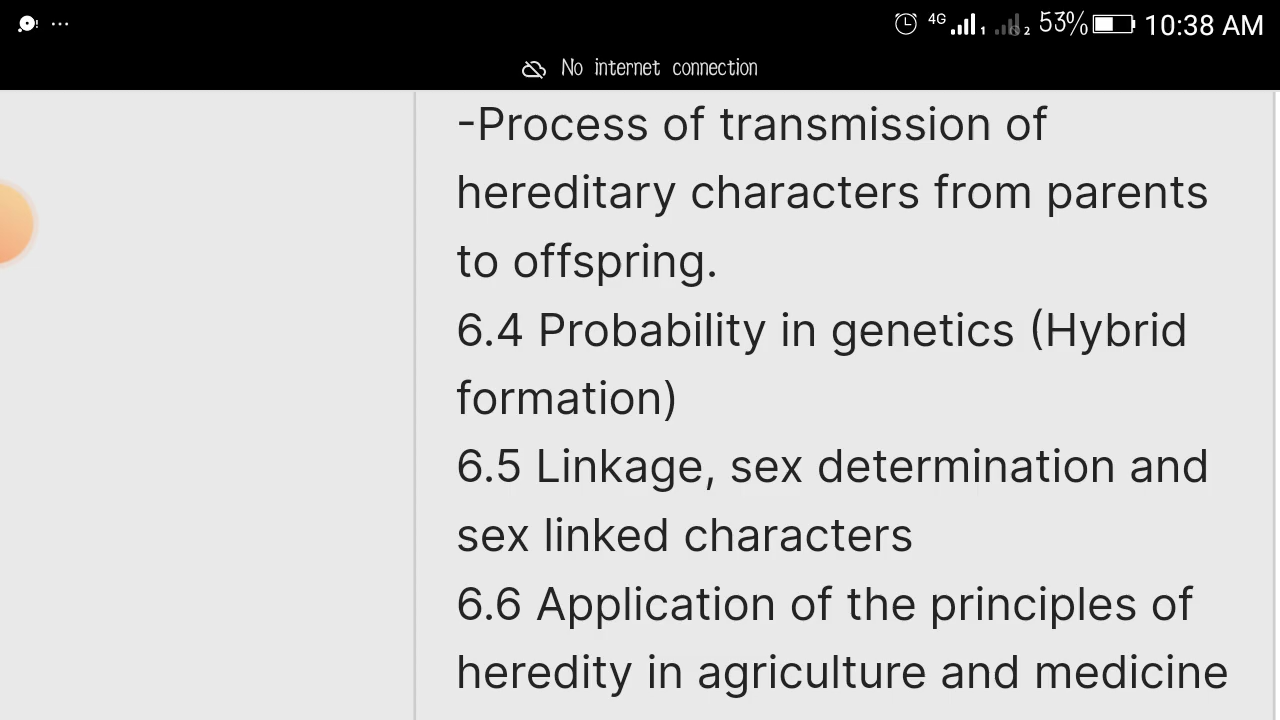 4G 1 2 53% 10:38 AM
No internet connection
-Process of transmission of
hereditary characters from parents
to offspring.
6.4 Probability in genetics (Hybrid
formation)
6.5 Linkage, sex determination and
sex linked characters
6.6 Application of the principles of
heredity in agriculture and medicine